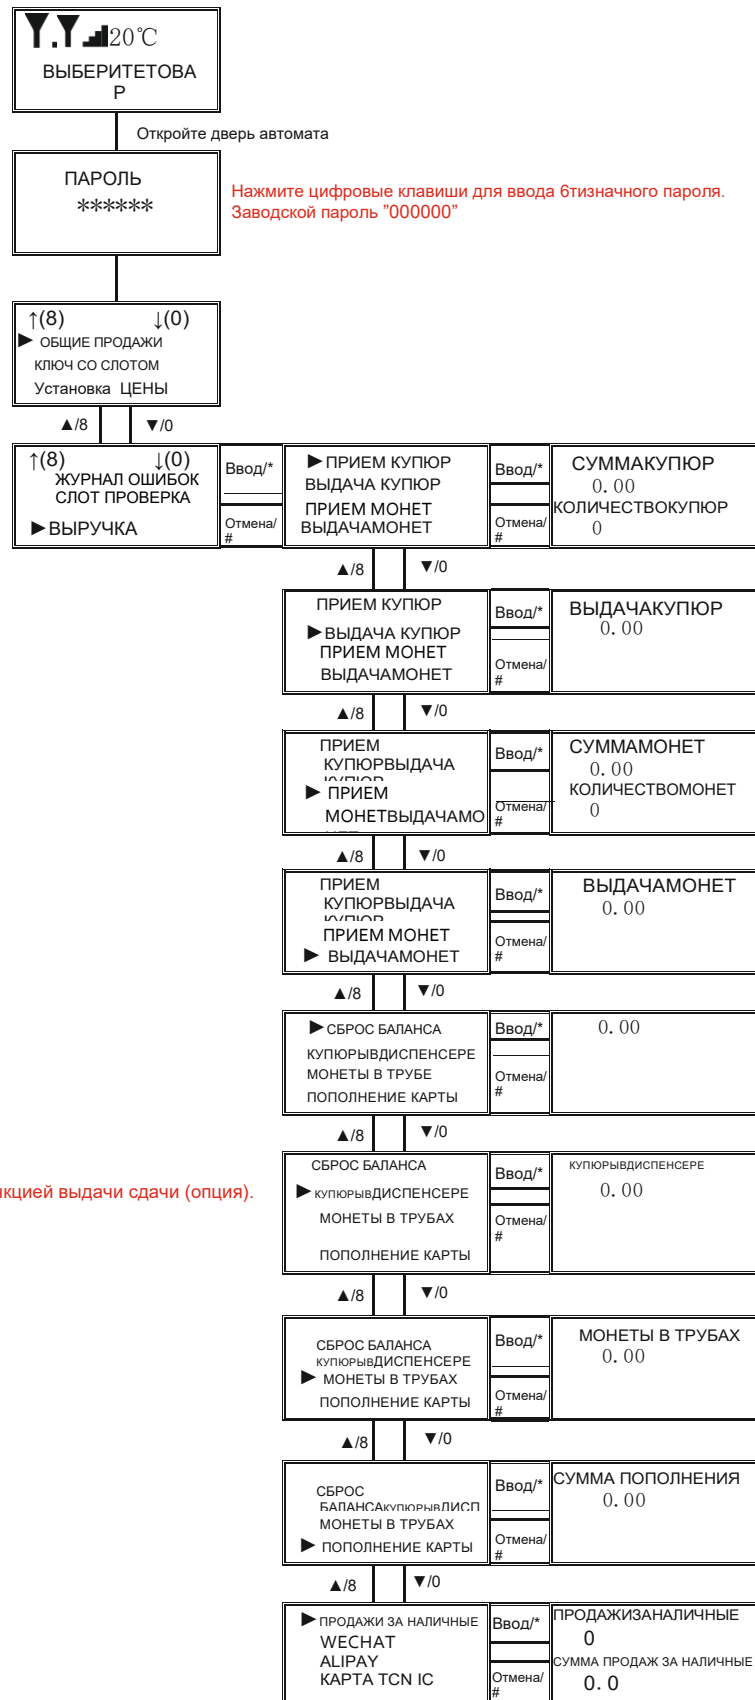 20℃
ВЫБЕРИТЕТОВА
Р
Откройте дверь автомата
ПАРОЛЬ
******
Нажмите цифровые клавиши для ввода 6тизначного пароля.
Заводской пароль "000000"
↑(8) ↓(0)
► ОБЩИЕ ПРОДАЖИ
КЛЮЧ СО СЛОТОМ
Установка ЦЕНЫ
▲/8 ▼/0
↑(8) ↓(0)
ЖУРНАЛ ОШИБОК
СЛОТ ПРОВЕРКА
►ВЫРУЧКА
Ввод/*
Отмена/
#
►ПРИЕМ КУПЮР
ВЫДАЧА КУПЮР
ПРИЕМ МОНЕТ
ВЫДАЧАМОНЕТ
Ввод/*
Отмена/
#
СУММАКУПЮР
0.00
КОЛИЧЕСТВОКУПЮР
0
▲/8 ▼/0
ПРИЕМ КУПЮР
►ВЫДАЧА КУПЮР
ПРИЕМ МОНЕТ
ВЫДАЧАМОНЕТ
Ввод/*
Отмена/
#
ВЫДАЧАКУПЮР
0.00
▲/8 ▼/0
ПРИЕМ
КУПЮРВЫДАЧА
КУПЮР
► ПРИЕМ
МОНЕТВЫДАЧАМО
Ввод/*
Отмена/
#
СУММАМОНЕТ
0.00
КОЛИЧЕСТВОМОНЕТ
0
▲/8 ▼/0
ПРИЕМ
КУПЮРВЫДАЧА
КУПЮР
ПРИЕМ МОНЕТ
► ВЫДАЧАМОНЕТ
Ввод/*
Отмена/
#
ВЫДАЧАМОНЕТ
0.00
▲/8 ▼/0
►СБРОС БАЛАНСА
КУПЮРЫВДИСПЕНСЕРЕ
МОНЕТЫ В ТРУБЕ
ПОПОЛНЕНИЕ КАРТЫ
Ввод/*
Отмена/
#
0.00
▲/8 ▼/0
нкцией выдачи сдачи (опция).
СБРОС БАЛАНСА
►КУПЮРЫВДИСПЕНСЕРЕ
МОНЕТЫ В ТРУБАХ
ПОПОЛНЕНИЕ КАРТЫ
Ввод/*
Отмена/
#
КУПЮРЫВДИСПЕНСЕРЕ
0.00
▲/8 ▼/0
СБРОС БАЛАНСА
КУПЮРЫВДИСПЕНСЕРЕ
► МОНЕТЫ В ТРУБАХ
ПОПОЛНЕНИЕ КАРТЫ
Ввод/*
Отмена/
#
МОНЕТЫ В ТРУБАХ
0.00
▲/8 ▼/0
СБРОС
БАЛАНСАКУПЮРЫВДИСП
МОНЕТЫ В ТРУБАХ
► ПОПОЛНЕНИЕ КАРТЫ
Ввод/*
Отмена/
#
СУММА ПОПОЛНЕНИЯ
0.00
▲/8 ▼/0
►ПРОДАЖИ ЗА НАЛИЧНЫЕ
WECHAT
ALIPAY
КАРТА TCN IC
Ввод/*
Отмена/
#
ПРОДАЖИЗАНАЛИЧНЫЕ
0
СУММА ПРОДАЖ ЗА НАЛИЧНЫЕ
0.0